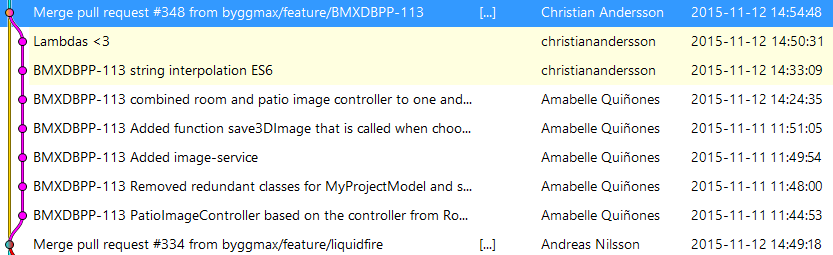 Merge pull request #348 from byggmax/feature/BMXDBPP-113 [...] Christian Andersson 2015-11-12 14:54:48
Lambdas <3 christianandersson 2015-11-12 14:50:31
BMXDBPP-113 string interpolation ES6 christianandersson 2015-11-12 14:33:09
BMXDBPP-113 combined room and patio image controller to one and... Amabelle Quiñones 2015-11-12 14:24:35
BMXDBPP-113 Added function save3DImage that is called when choo... Amabelle Quiñones 2015-11-11 11:51:05
BMXDBPP-113 Added image-service Amabelle Quiñones 2015-11-11 11:49:54
BMXDBPP-113 Removed redundant classes for MyProjectModel and s... Amabelle Quiñones 2015-11-11 11:48:00
BMXDBPP-113 PatioImageController based on the controller from Ro... Amabelle Quiñones 2015-11-11 11:44:53
Merge pull request #334 from byggmax/feature/liquidfire [...] Andreas Nilsson 2015-11-12 14:49:18